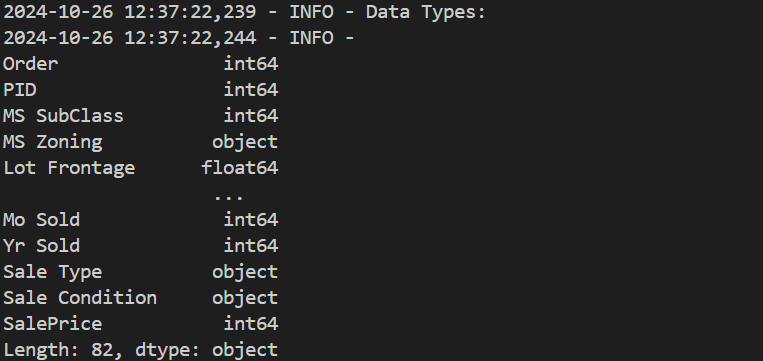 2024-10-26 12:37:22,239 - INFO - Data Types:
2024-10-26 12:37:22,244 - INFO -
Order               int64
PID                 int64
MS SubClass         int64
MS Zoning          object
Lot Frontage      float64
                   ...
Mo Sold             int64
Yr Sold             int64
Sale Type          object
Sale Condition     object
SalePrice           int64
Length: 82, dtype: object